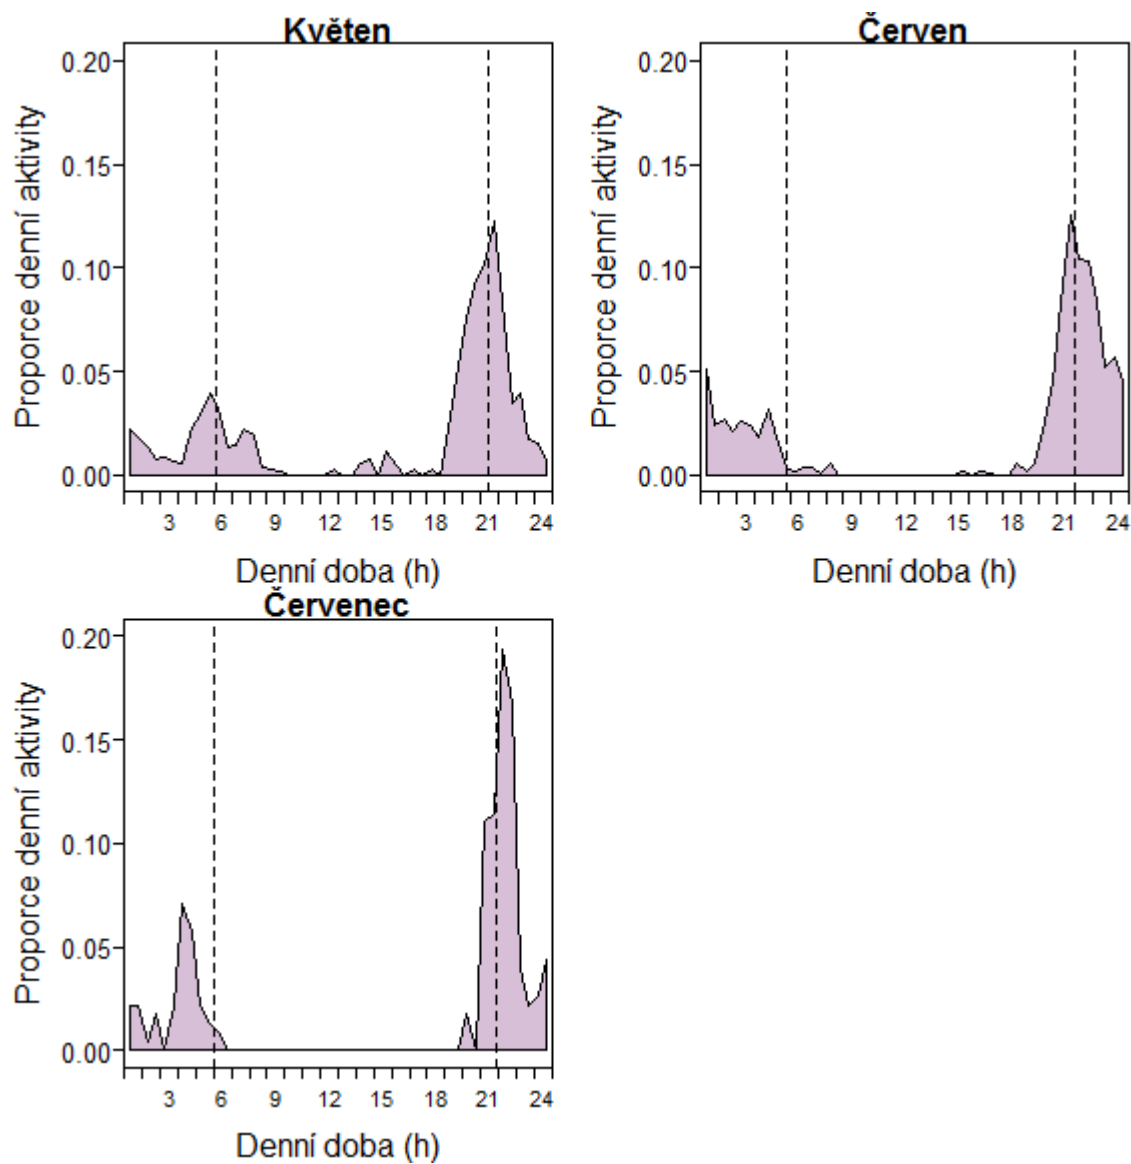 Květen
0.20
0.15
0.10
0.05
0.00
Proporce denní aktivity
3 6 9 12 15 18 21 24
Denní doba (h)
Červen
0.20
0.15
0.10
0.05
0.00
Proporce denní aktivity
3 6 9 12 15 18 21 24
Denní doba (h)
Červenec
0.20
0.15
0.10
0.05
0.00
Proporce denní aktivity
3 6 9 12 15 18 21 24
Denní doba (h)